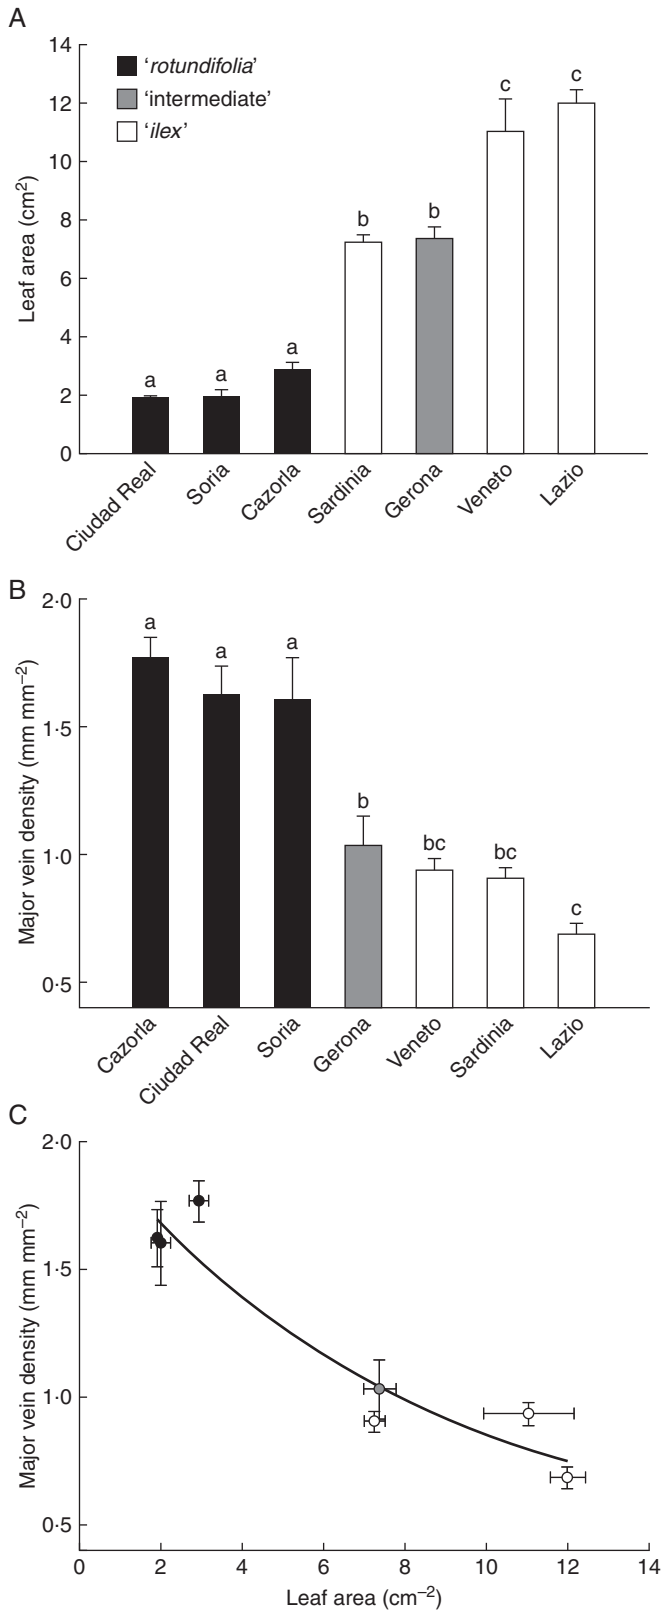 A
14
12
10
8
6
4
2
0
Leaf area (cm²)
'rotundifolia'
'intermediate'
'ilex'
a
a
a
b
b
c
c
Ciudad Real
Soria
Cazorla
Sardinia
Gerona
Veneto
Lazio
B
2·0
1·5
1·0
0·5
Major vein density (mm mm⁻²)
a
a
a
b
bc
bc
c
Cazorla
Ciudad Real
Soria
Gerona
Veneto
Sardinia
Lazio
C
2·0
1·5
1·0
0·5
Major vein density (mm mm⁻²)
0 2 4 6 8 10 12 14
Leaf area (cm⁻²)